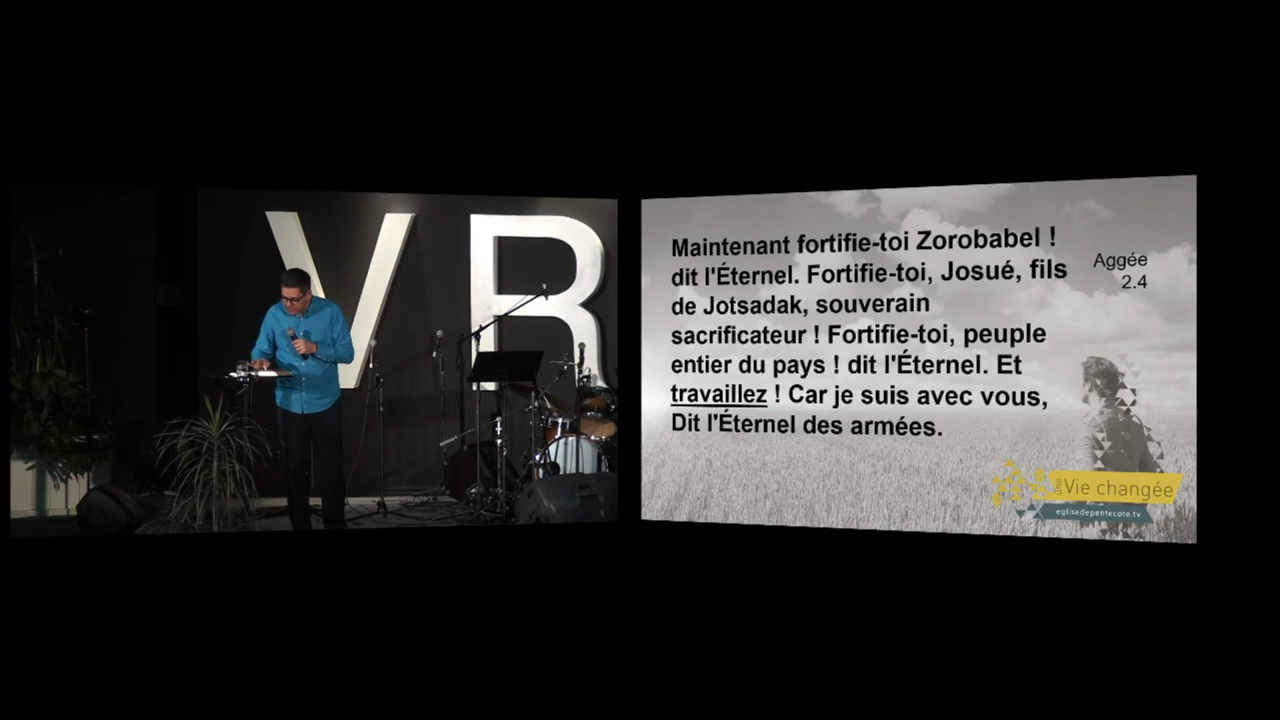 VR
Maintenant fortifie-toi Zorobabel !
dit l'Éternel. Fortifie-toi, Josué, fils
de Jotsadak, souverain
sacrificateur ! Fortifie-toi, peuple
entier du pays ! dit l'Éternel. Et
travaillez ! Car je suis avec vous,
Dit l'Éternel des armées.
Aggée
2.4
une Vie changée
eglisedepentecote.tv